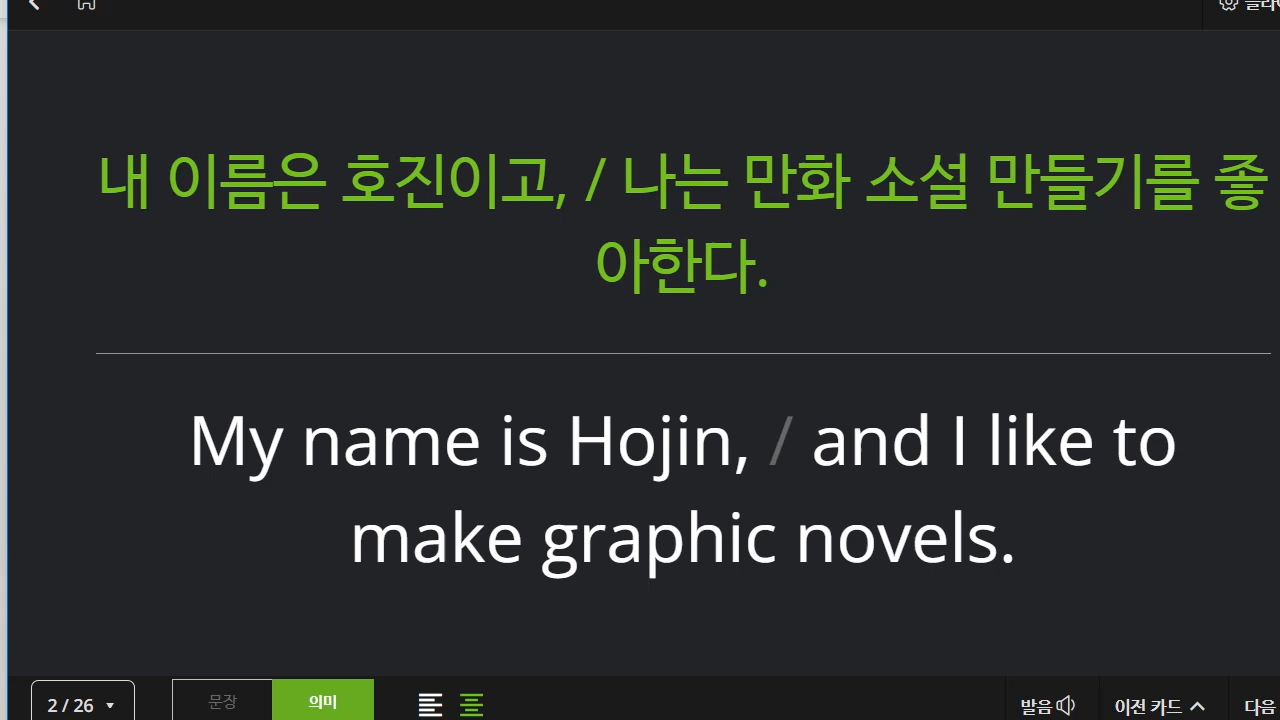 내 이름은 호진이고, / 나는 만화 소설 만들기를 좋
아한다.
My name is Hojin, / and I like to
make graphic novels.
2 / 26 문장 의미 발음 이전 카드 다음